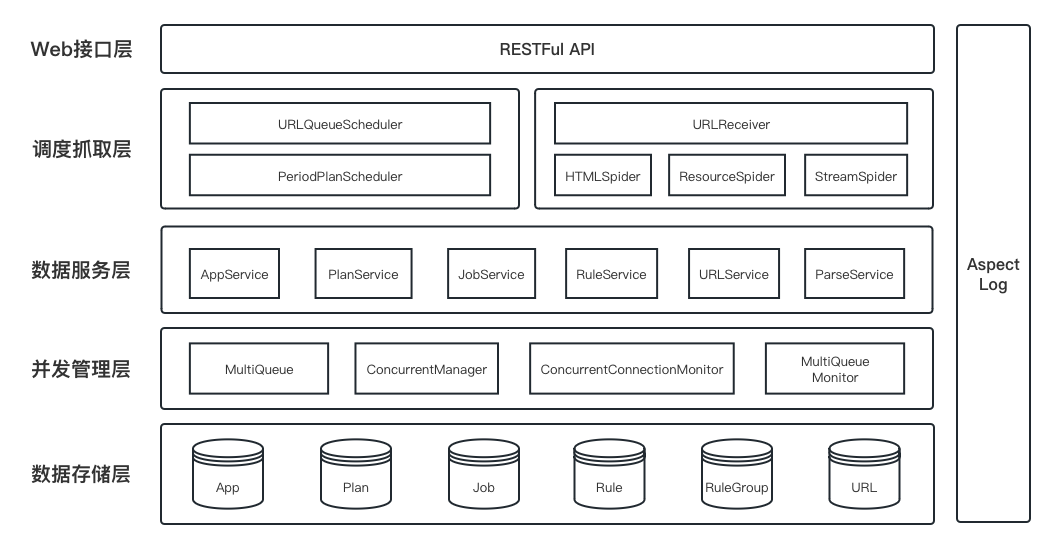 Web接口层
RESTFul API
调度抓取层
URLQueueScheduler
PeriodPlanScheduler
URLReceiver
HTMLSpider
ResourceSpider
StreamSpider
数据服务层
AppService
PlanService
JobService
RuleService
URLService
ParseService
并发管理层
MultiQueue
ConcurrentManager
ConcurrentConnectionMonitor
MultiQueue
Monitor
数据存储层
App
Plan
Job
Rule
RuleGroup
URL
Aspect
Log